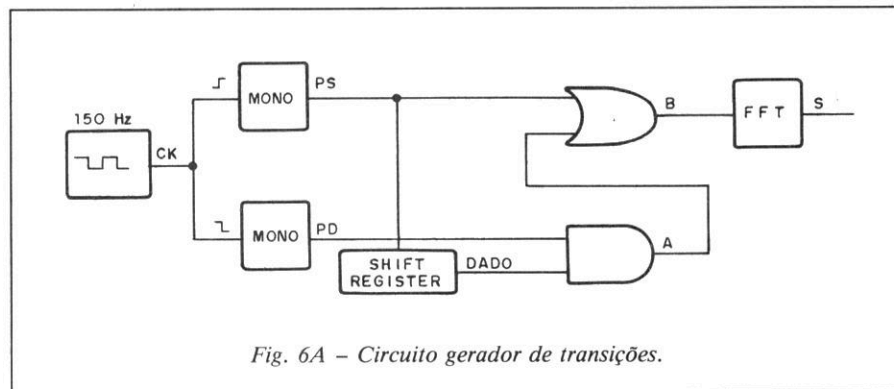 150 Hz
CK
MONO
PS
MONO
PD
SHIFT
REGISTER
DADO
A
B
FFT
S
Fig. 6A – Circuito gerador de transições.